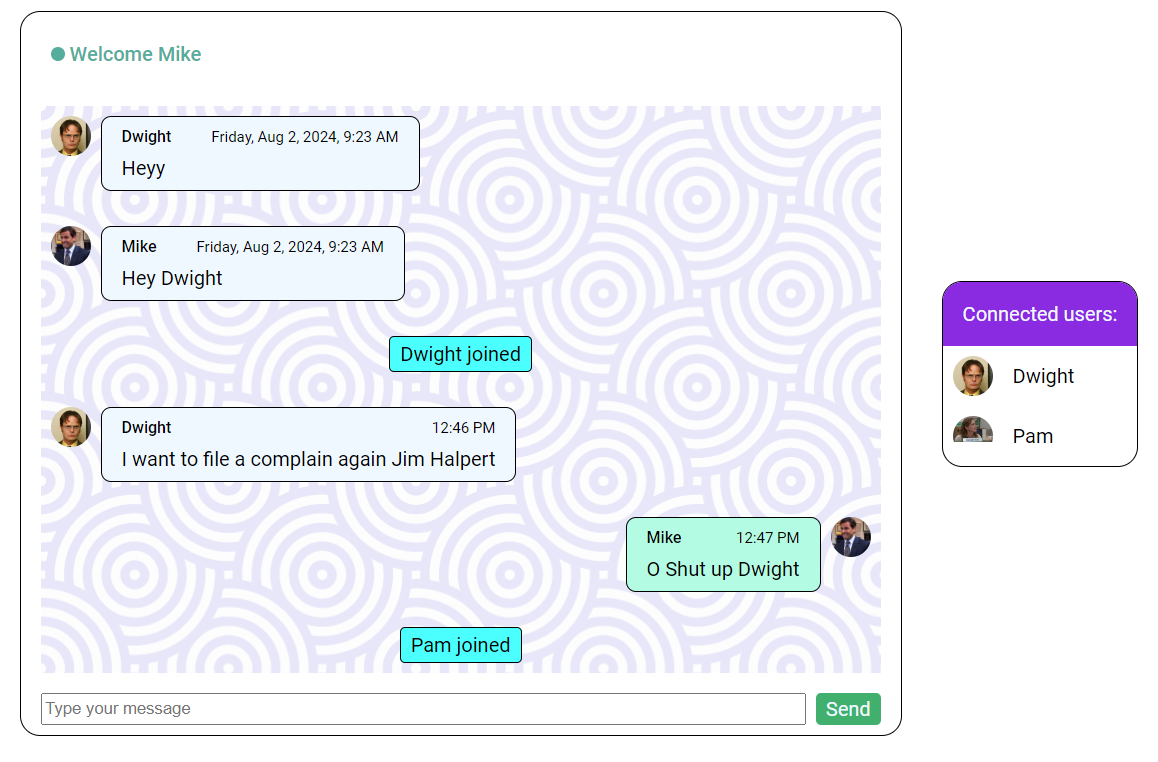 Welcome Mike
Dwight Friday, Aug 2, 2024, 9:23 AM
Heyy
Mike Friday, Aug 2, 2024, 9:23 AM
Hey Dwight
Dwight joined
Dwight 12:46 PM
I want to file a complain again Jim Halpert
Mike 12:47 PM
O Shut up Dwight
Pam joined
Type your message Send
Connected users:
Dwight
Pam